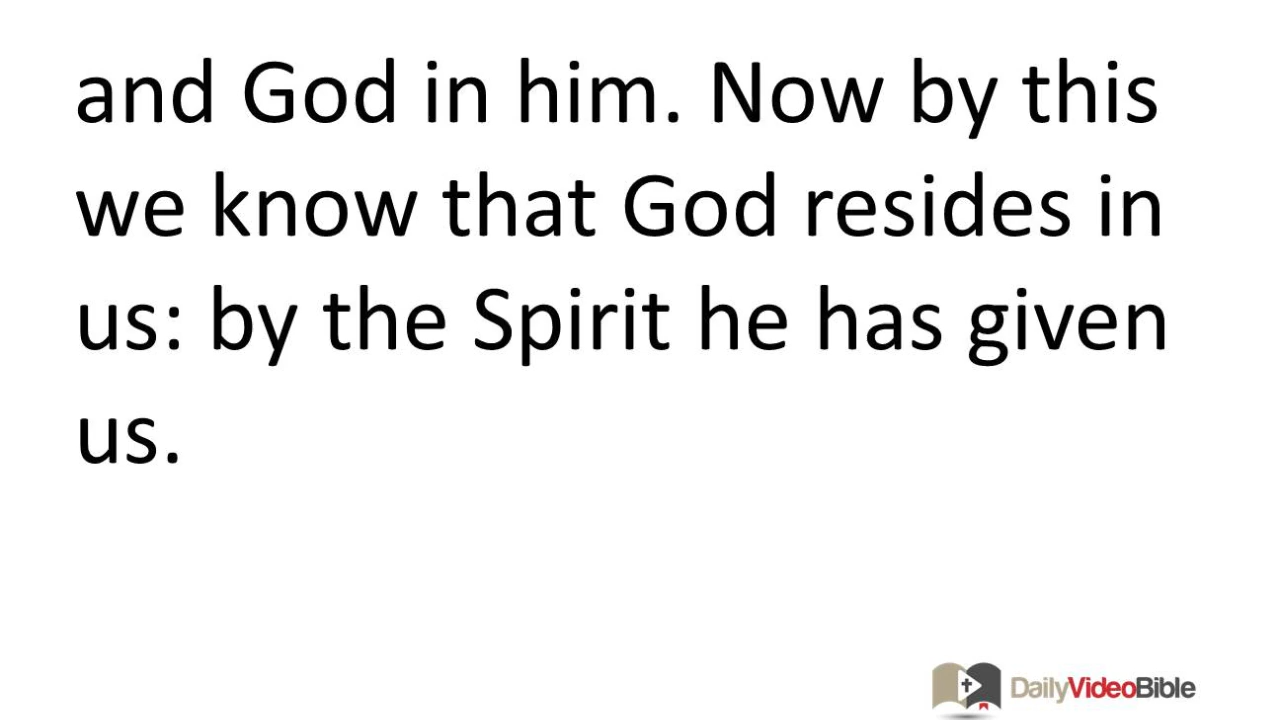 and God in him. Now by this
we know that God resides in
us: by the Spirit he has given
us.
DailyVideoBible